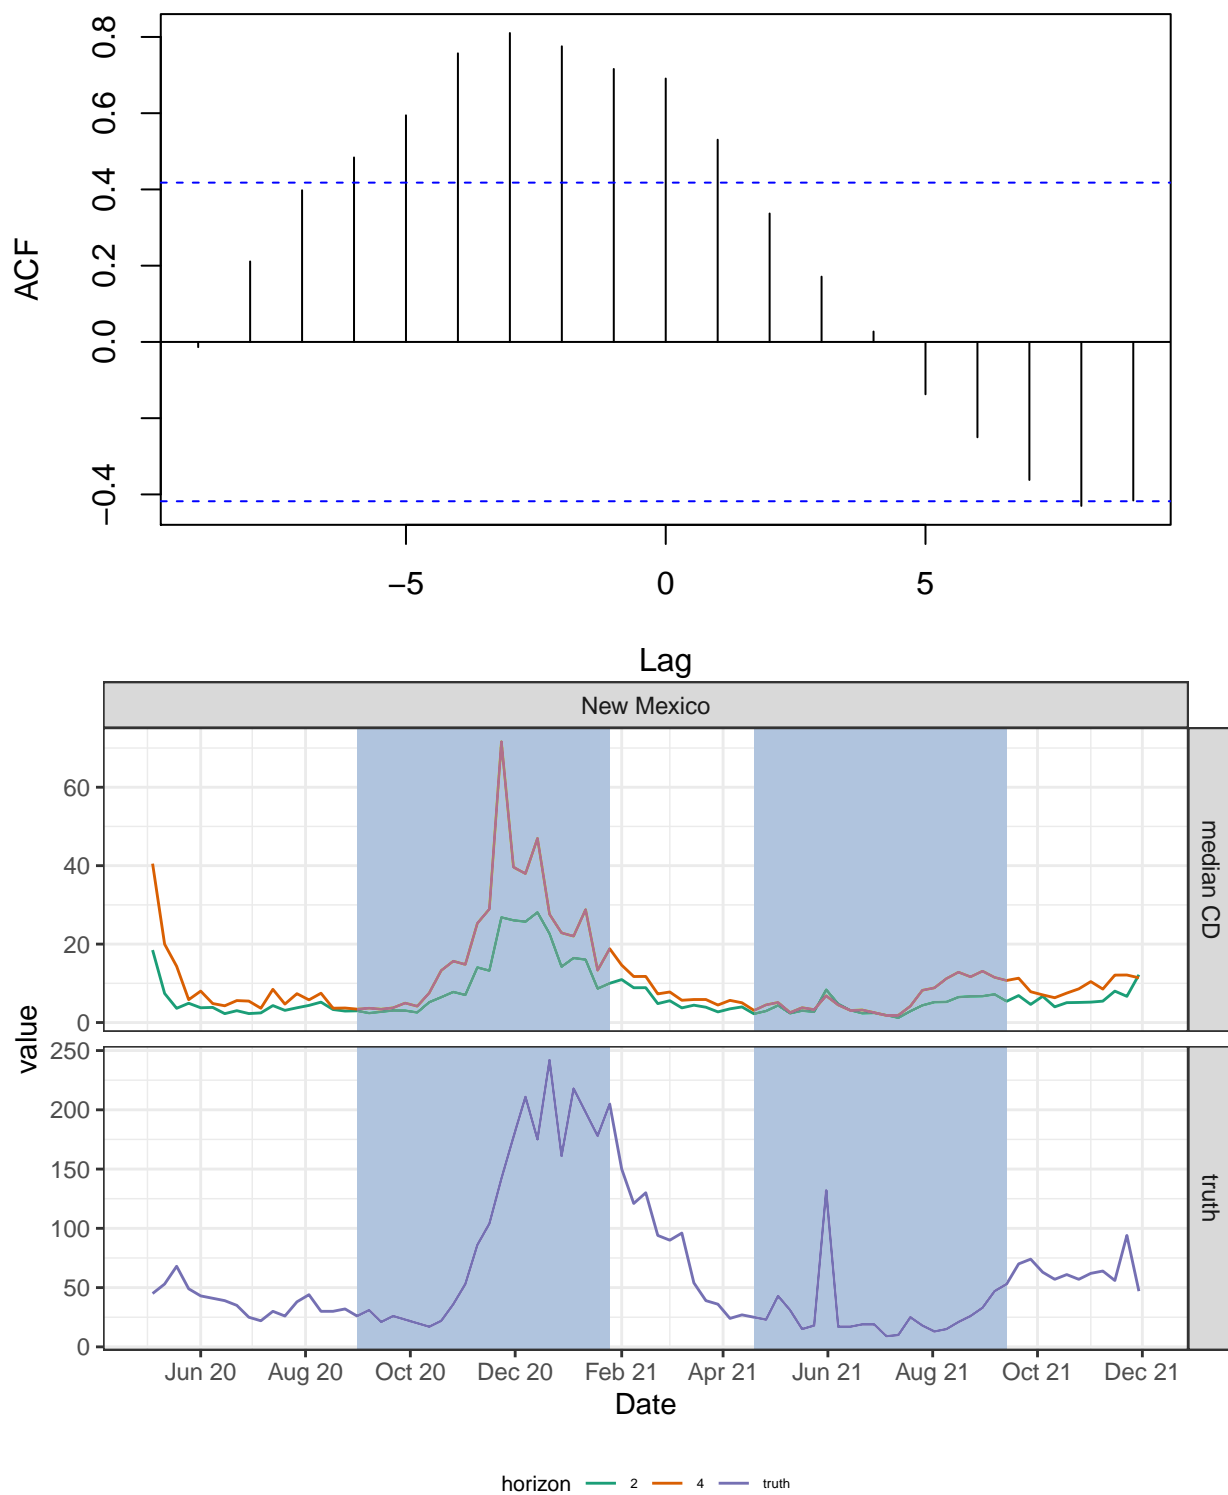 ACF
0.8
0.6
0.4
0.2
0.0
−0.4
−5 0 5
Lag
New Mexico
value
60
40
20
0
median CD
250
200
150
100
50
0
truth
Jun 20 Aug 20 Oct 20 Dec 20 Feb 21 Apr 21 Jun 21 Aug 21 Oct 21 Dec 21
Date
horizon 2 4 truth